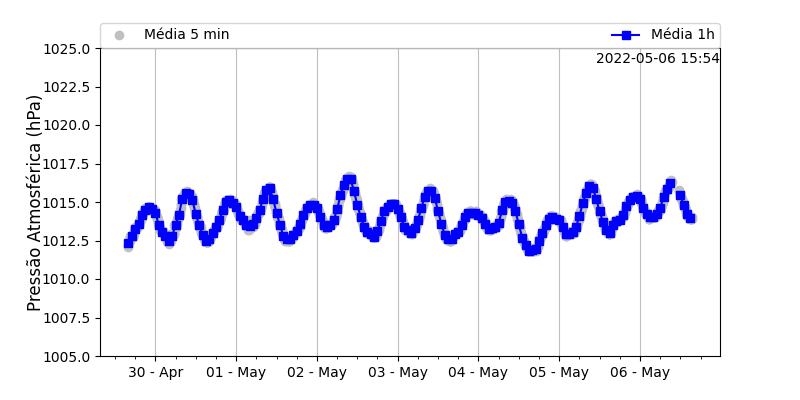 Média 5 min
Média 1h
2022-05-06 15:54
Pressão Atmosférica (hPa)
1025.0
1022.5
1020.0
1017.5
1015.0
1012.5
1010.0
1007.5
1005.0
30 - Apr
01 - May
02 - May
03 - May
04 - May
05 - May
06 - May